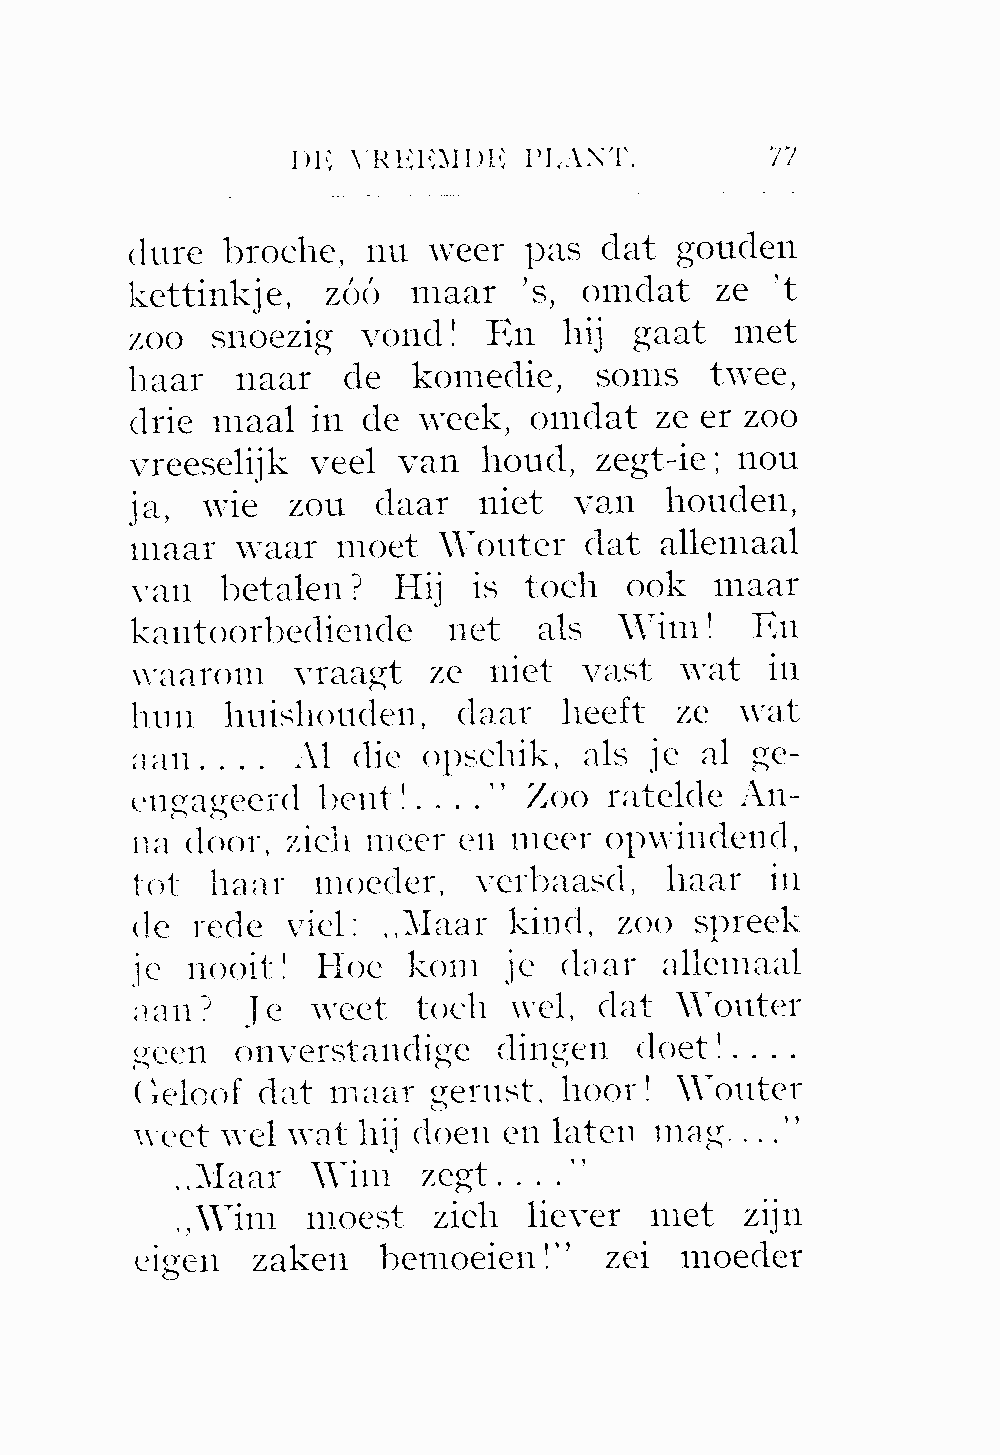 DE VREEMDE PLANT. 77
dure broche, nu weer pas dat gouden
kettinkje, zóó maar 's, omdat ze 't
zoo snoezig vond! En hij gaat met
haar naar de komedie, soms twee,
drie maal in de week, omdat ze er zoo
vreeselijk veel van houd, zegt-ie; nou
ja, wie zou daar niet van houden,
maar waar moet Wouter dat allemaal
van betalen? Hij is toch ook maar
kantoorbediende net als Wim! En
waarom vraagt ze niet vast wat in
hun huishouden, daar heeft ze wat
aan.... Al die opschik, als je al ge-
engageerd bent!...." Zoo ratelde An-
na door, zich meer en meer opwindend,
tot haar moeder, verbaasd, haar in
de rede viel: „Maar kind, zoo spreek
je nooit! Hoe kom je daar allemaal
aan? Je weet toch wel, dat Wouter
geen onverstandige dingen doet!....
Geloof dat maar gerust, hoor! Wouter
weet wel wat hij doen en laten mag...."
„Maar Wim zegt...."
„Wim moest zich liever met zijn
eigen zaken bemoeien!" zei moeder